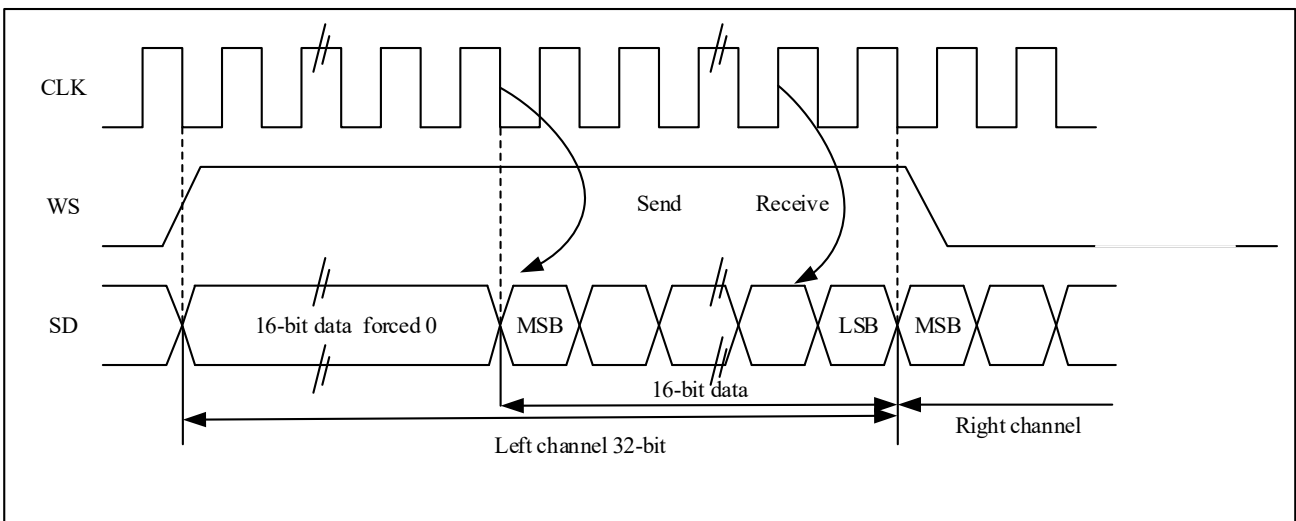 CLK
WS
Send
Receive
SD
16-bit data forced 0
MSB
LSB
MSB
16-bit data
Left channel 32-bit
Right channel